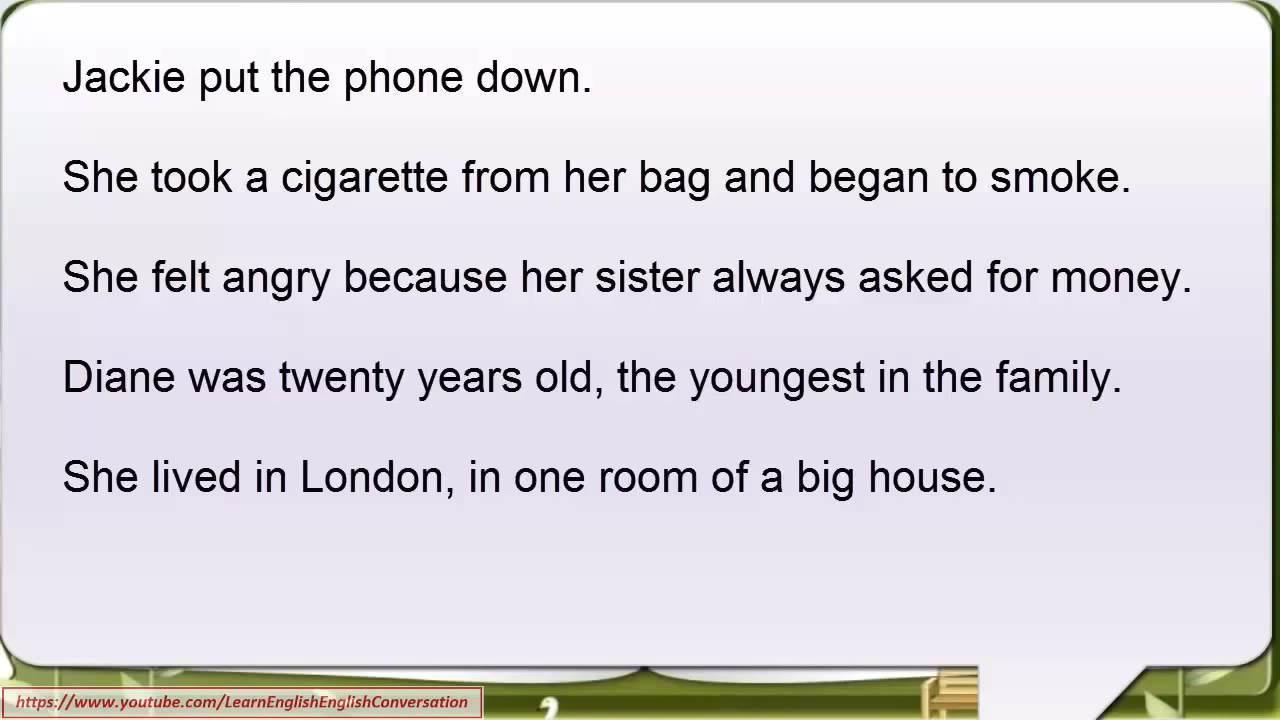 Jackie put the phone down.
She took a cigarette from her bag and began to smoke.
She felt angry because her sister always asked for money.
Diane was twenty years old, the youngest in the family.
She lived in London, in one room of a big house.
https://www.youtube.com/LearnEnglishEnglishConversation